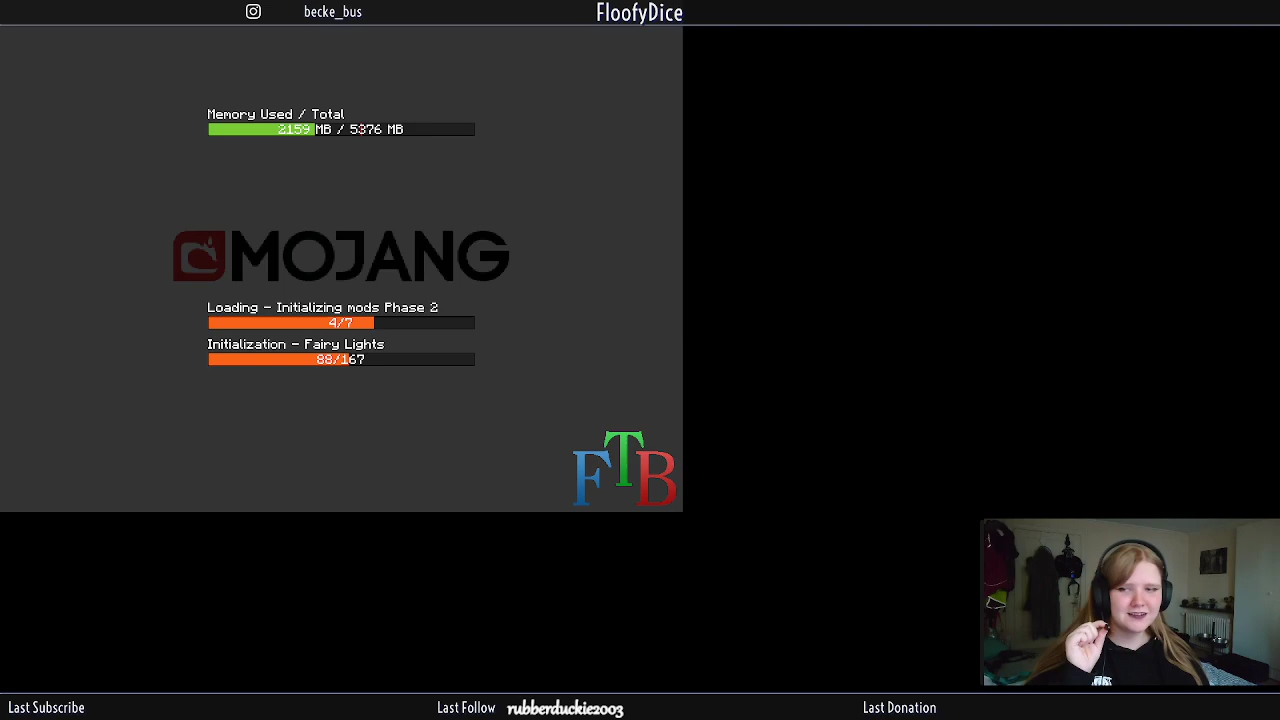 becke_bus
FloofyDice
Memory Used / Total
2159 MB / 5376 MB
MOJANG
Loading - Initializing mods Phase 2
4/7
Initialization - Fairy Lights
88/167
FTB
Last Subscribe
Last Follow rubberduckie2003
Last Donation